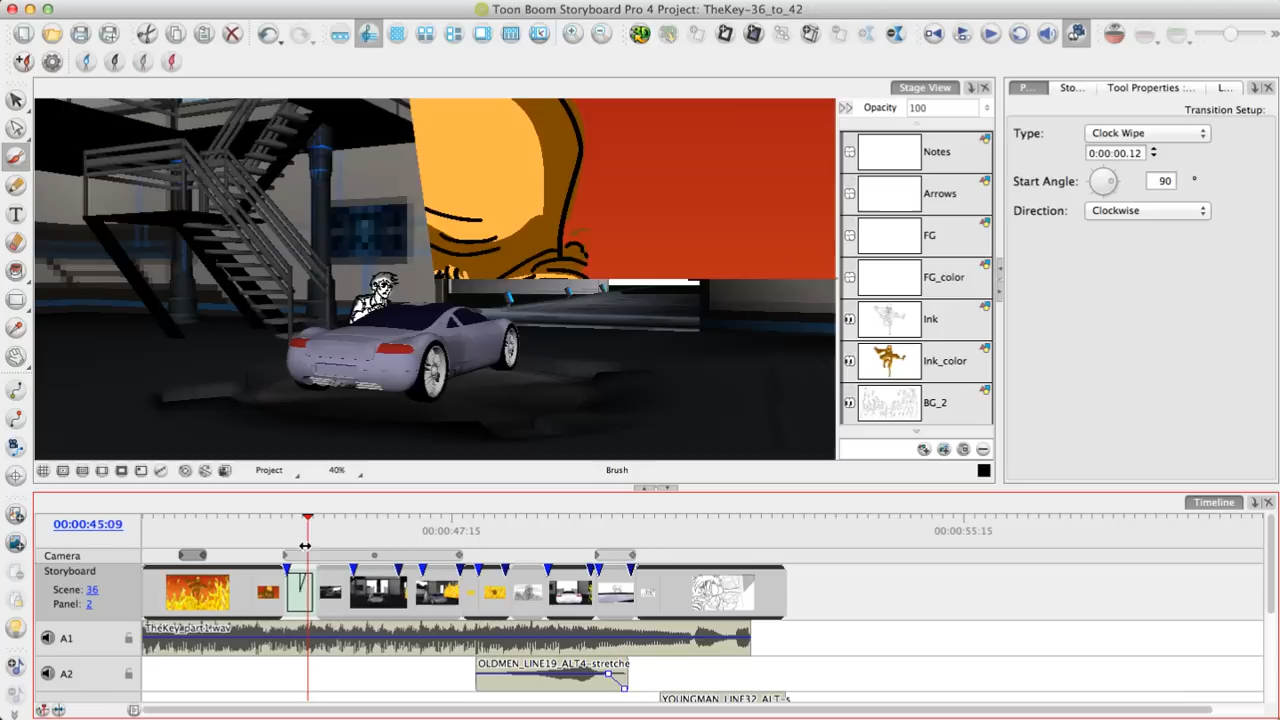 Toon Boom Storyboard Pro 4 Project: TheKey-36_to_42
Stage View
P... Sto... Tool Properties :... L...
Opacity 100
Transition Setup:
Type: Clock Wipe
0:00:00.12
Start Angle: 90 °
Direction: Clockwise
Notes
Arrows
FG
FG_color
Ink
Ink_color
BG_2
Project 40% Brush
Timeline
00:00:45:09 00:00:47:15 00:00:55:15
Camera
Storyboard
Scene: 36
Panel: 2
TheKey-part1.wav
A1
OLDMEN_LINE19_ALT4-stretche
A2
YOUNGMAN_LINE32_ALT-s